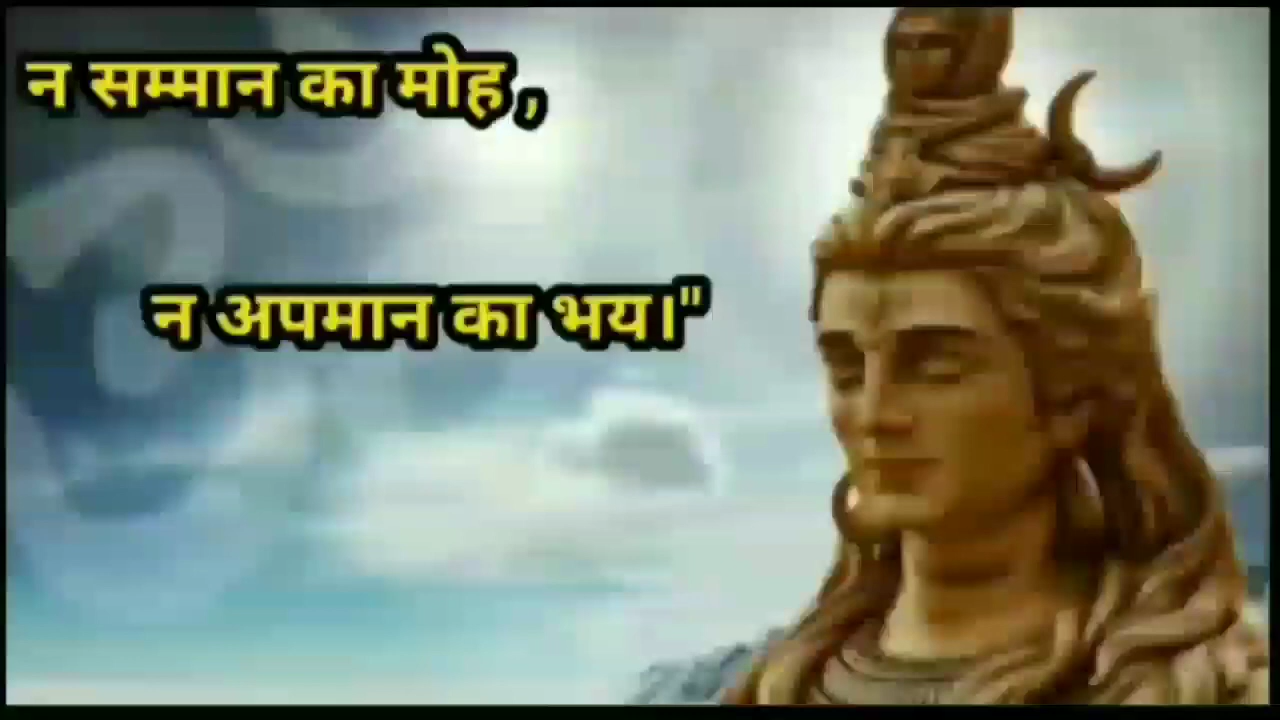 न सम्मान का मोह ,
न अपमान का भय।"